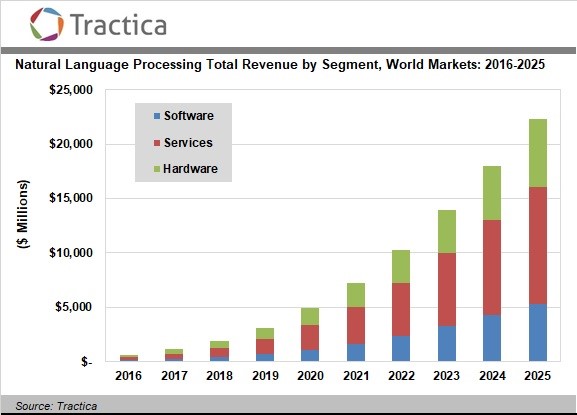 Tractica
Natural Language Processing Total Revenue by Segment, World Markets: 2016-2025
$25,000
$20,000
$15,000
$10,000
$5,000
$-
($ Millions)
Software
Services
Hardware
2016 2017 2018 2019 2020 2021 2022 2023 2024 2025
Source: Tractica